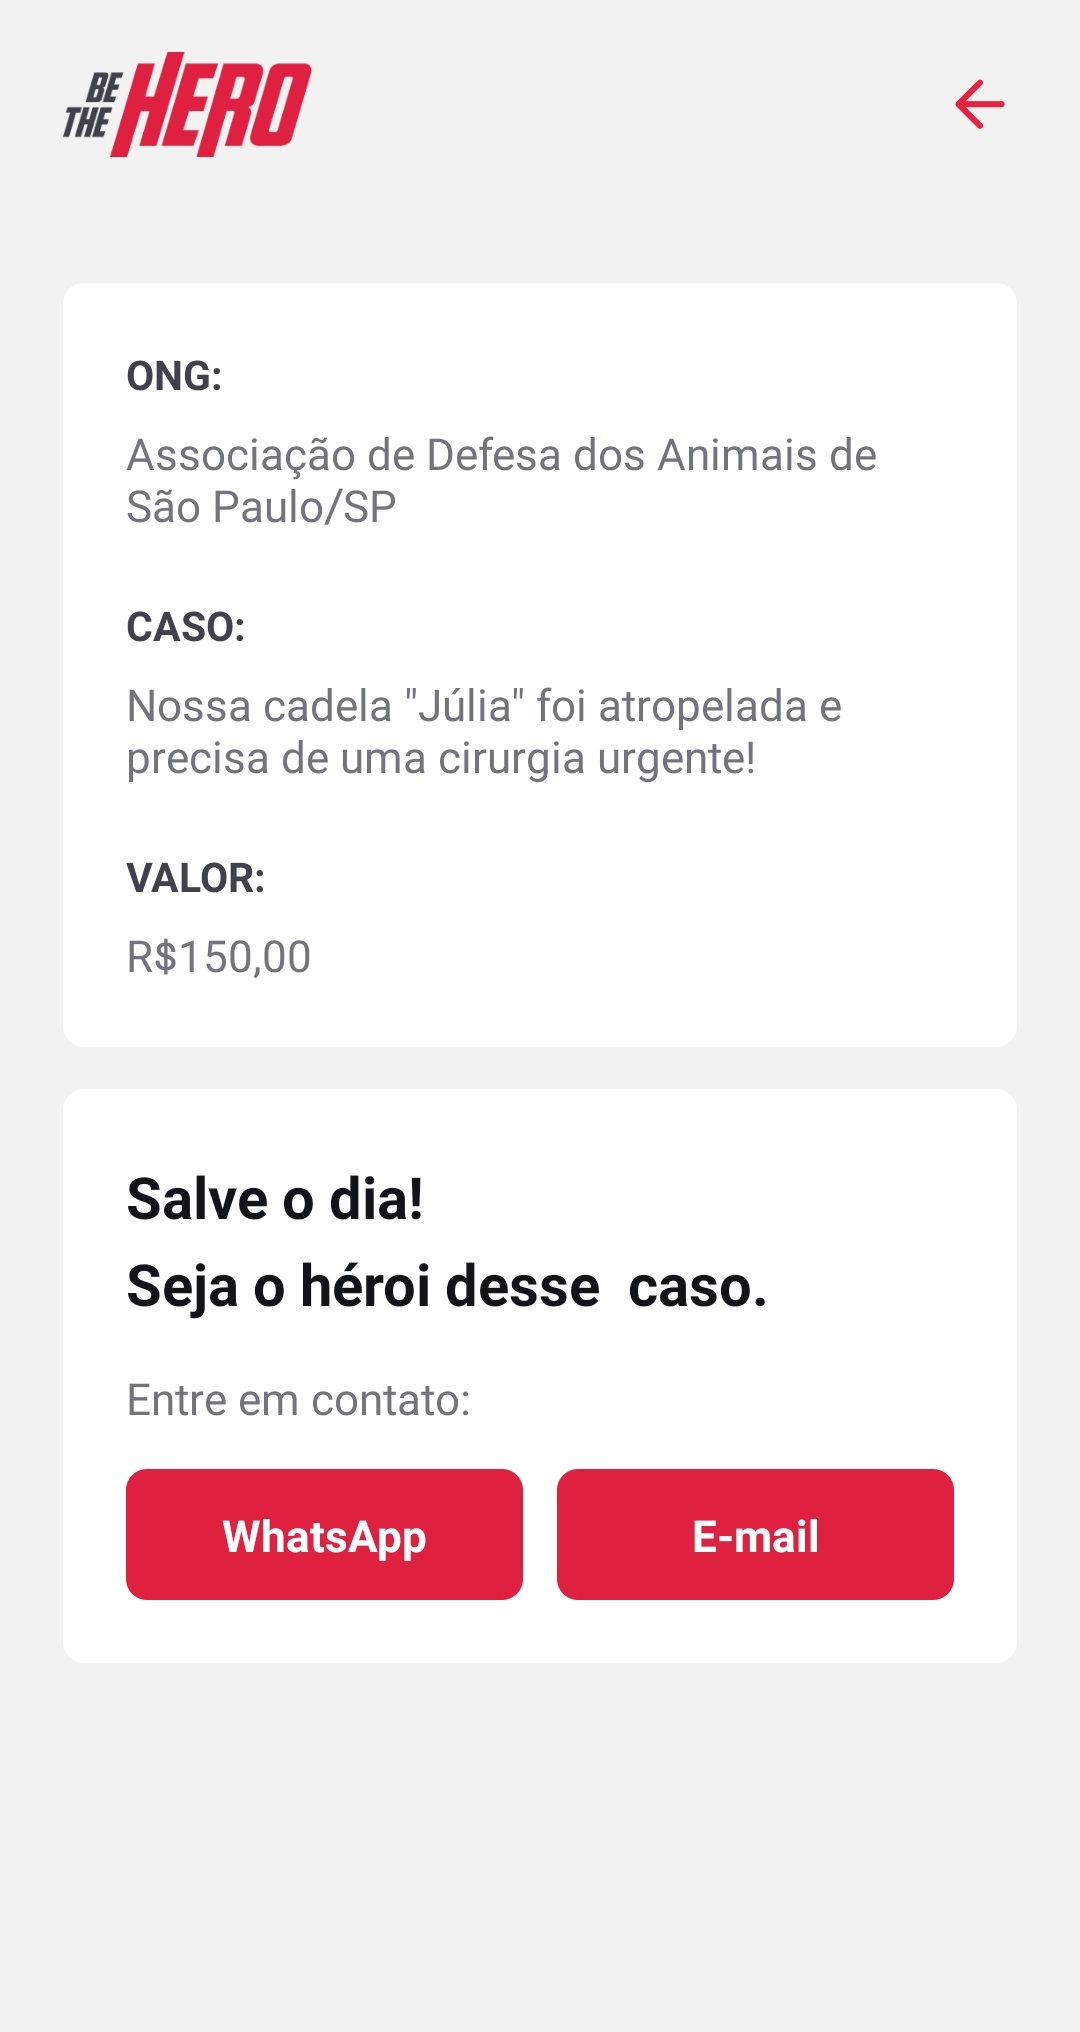 BE
THE HERO
ONG:
Associação de Defesa dos Animais de
São Paulo/SP
CASO:
Nossa cadela "Júlia" foi atropelada e
precisa de uma cirurgia urgente!
VALOR:
R$150,00
Salve o dia!
Seja o héroi desse  caso.
Entre em contato:
WhatsApp
E-mail